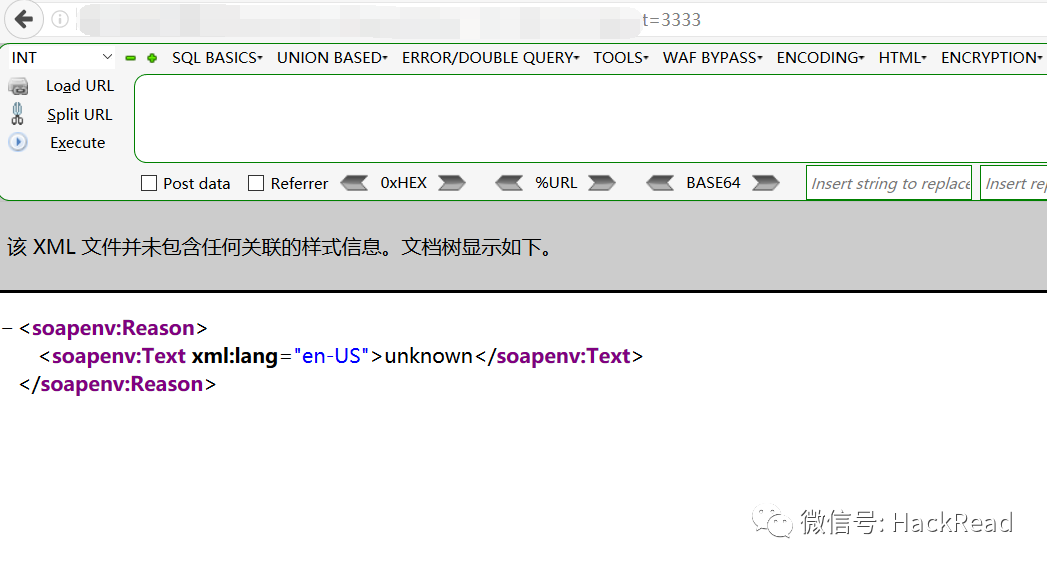 t=3333
INT SQL BASICS UNION BASED ERROR/DOUBLE QUERY TOOLS WAF BYPASS ENCODING HTML ENCRYPTION
Load URL
Split URL
Execute
Post data Referrer 0xHEX %URL BASE64 Insert string to replace Insert rep
该 XML 文件并未包含任何关联的样式信息。文档树显示如下。
− <soapenv:Reason>
<soapenv:Text xml:lang="en-US">unknown</soapenv:Text>
</soapenv:Reason>
微信号: HackRead